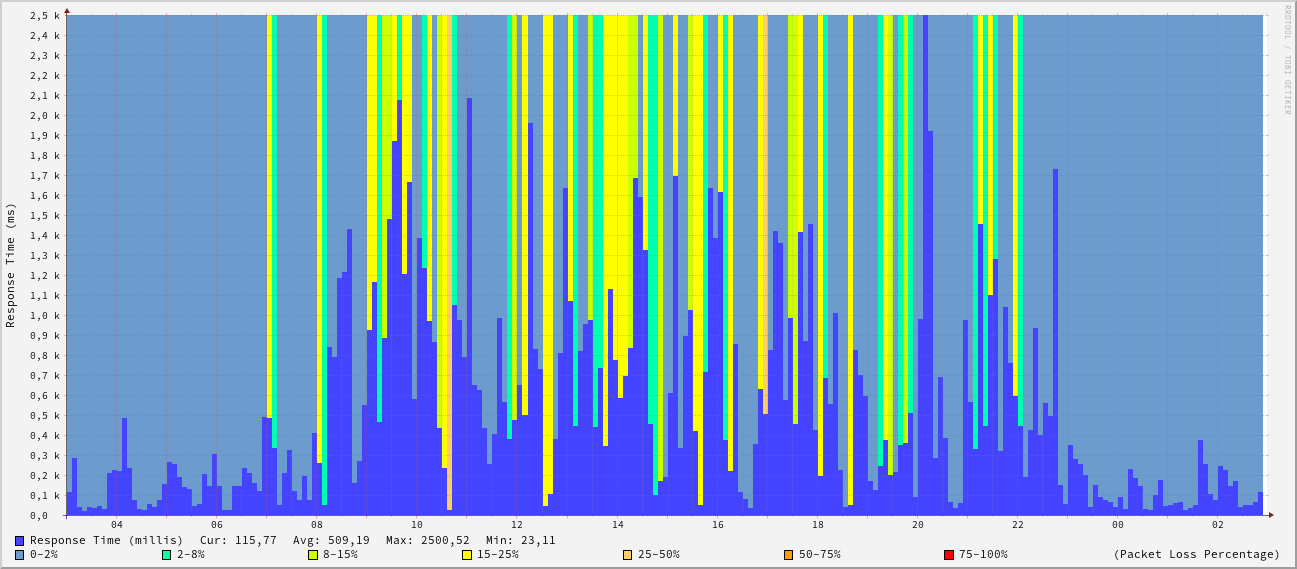 RRDTOOL / TOBI OETIKER
Response Time (ms)
2,5 k
2,4 k
2,3 k
2,2 k
2,1 k
2,0 k
1,9 k
1,8 k
1,7 k
1,6 k
1,5 k
1,4 k
1,3 k
1,2 k
1,1 k
1,0 k
0,9 k
0,8 k
0,7 k
0,6 k
0,5 k
0,4 k
0,3 k
0,2 k
0,1 k
0,0
04 06 08 10 12 14 16 18 20 22 00 02
Response Time (millis) Cur: 115,77 Avg: 509,19 Max: 2500,52 Min: 23,11
0-2% 2-8% 8-15% 15-25% 25-50% 50-75% 75-100% (Packet Loss Percentage)